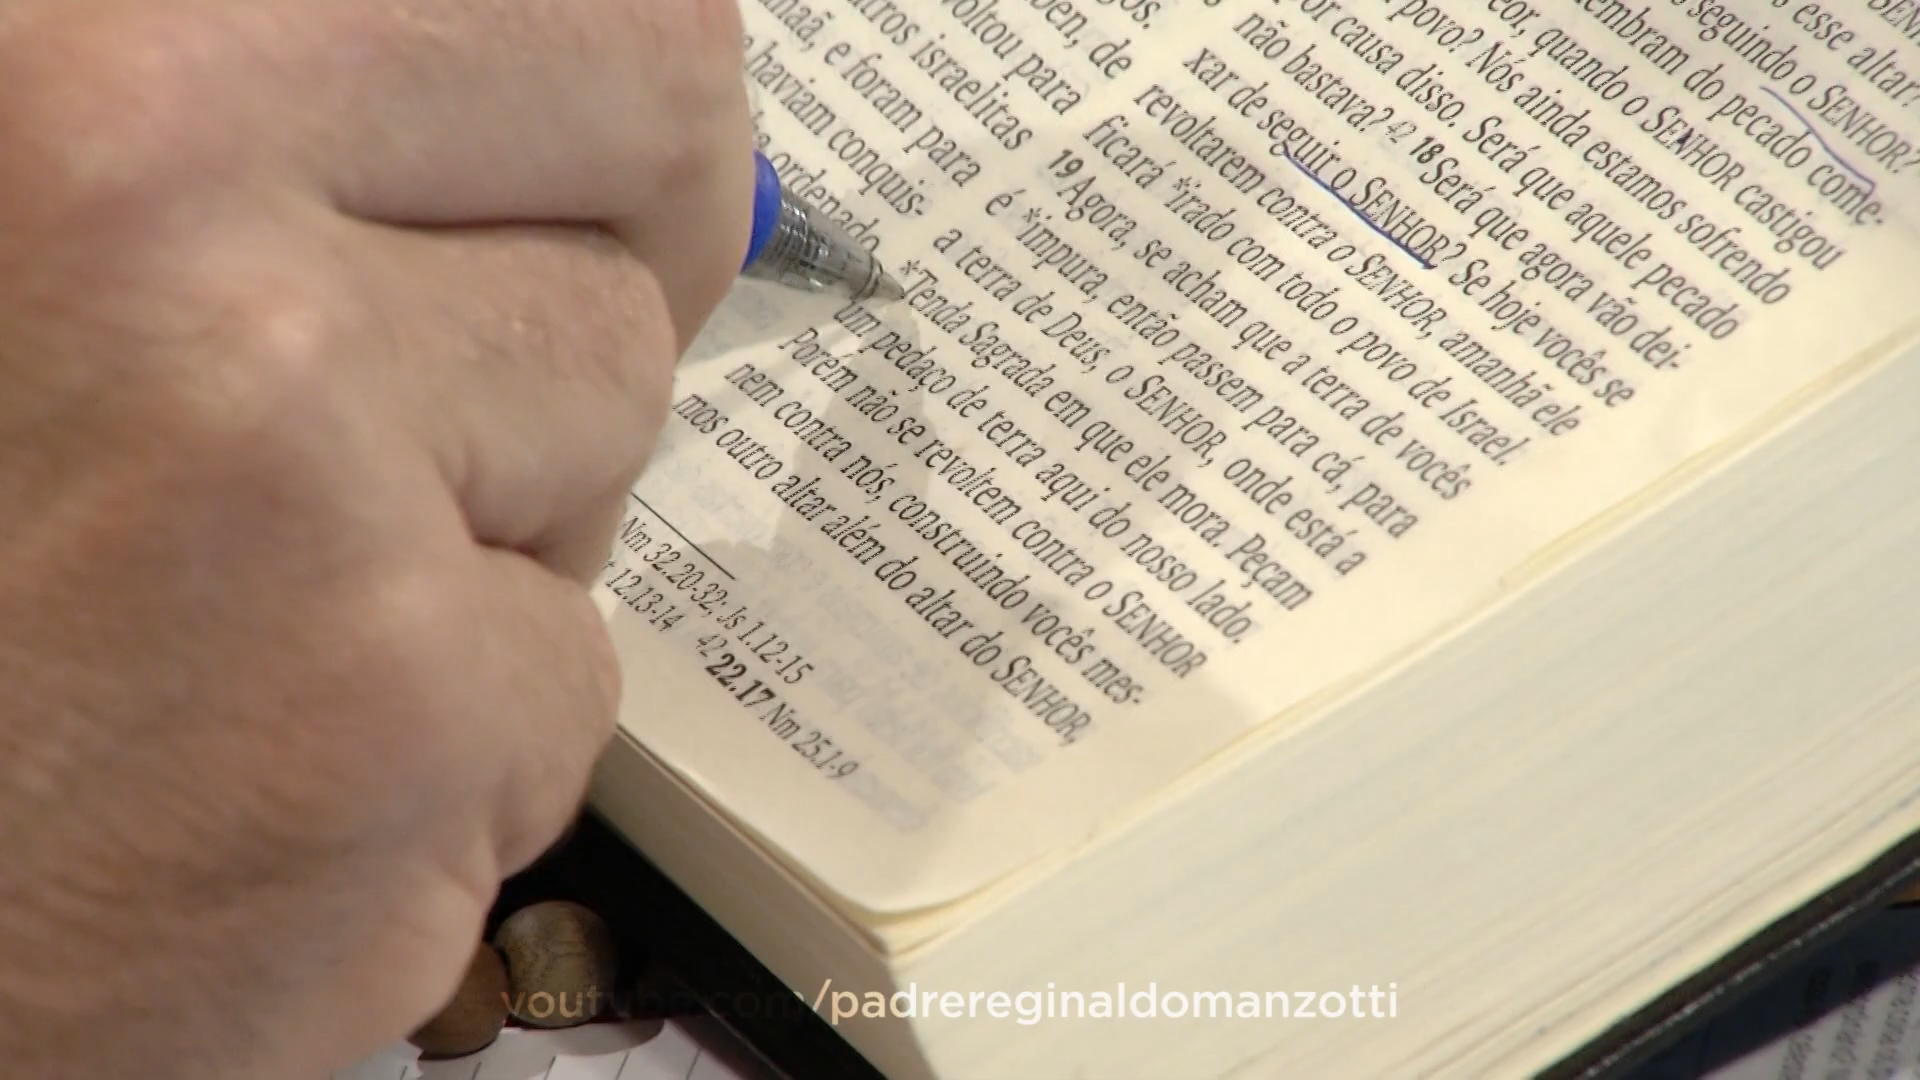 os.
ben, de
voltou para
tros israelitas
maã, e foram para
haviam conquis-
ordenado
Nm 32.20-32; Js 1.12-15
12.13-14 42 22.17 Nm 25.1-9
esse altar?
seguindo o SENHOR?
lembram do pecado come-
eor, quando o SENHOR castigou
povo? Nós ainda estamos sofrendo
por causa disso. Será que aquele pecado
não bastava? 42 18 Será que agora vão dei-
xar de seguir o SENHOR? Se hoje vocês se
revoltarem contra o SENHOR, amanhã ele
ficará *irado com todo o povo de Israel.
19 Agora, se acham que a terra de vocês
é *impura, então passem para cá, para
a terra de Deus, o SENHOR, onde está a
*Tenda Sagrada em que ele mora. Peçam
um pedaço de terra aqui do nosso lado.
Porém não se revoltem contra o SENHOR
nem contra nós, construindo vocês mes-
mos outro altar além do altar do SENHOR,
youtube.com/padrereginaldomanzotti